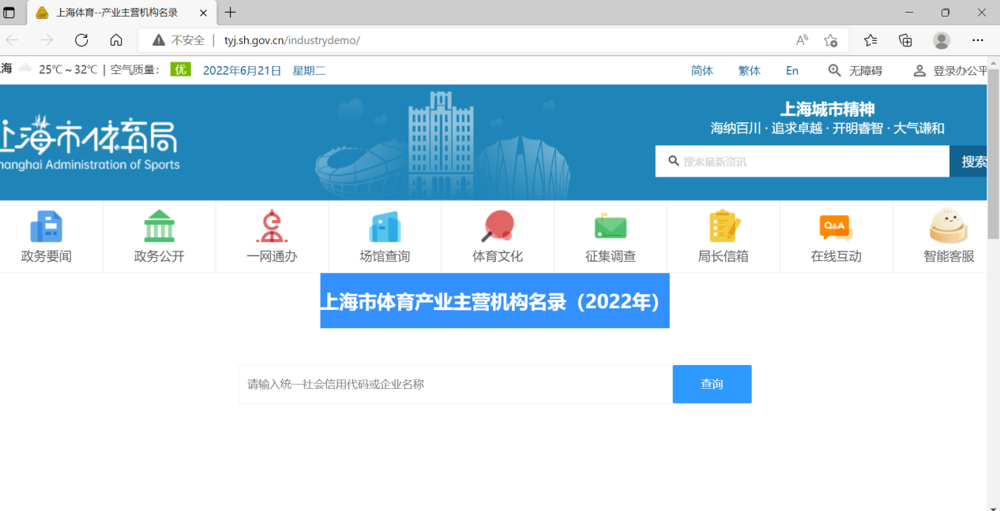 上海体育--产业主营机构名录
不安全 | tyj.sh.gov.cn/industrydemo/
海 25℃ ~ 32℃ | 空气质量： 优 2022年6月21日 星期二 简体 繁体 En 无障碍 登录办公平
上海城市精神
海纳百川 · 追求卓越 · 开明睿智 · 大气谦和
上海市体育局
hanghai Administration of Sports
搜索最新资讯 搜索
政务要闻 政务公开 一网通办 场馆查询 体育文化 征集调查 局长信箱 在线互动 智能客服
Q&A
上海市体育产业主营机构名录（2022年）
请输入统一社会信用代码或企业名称 查询